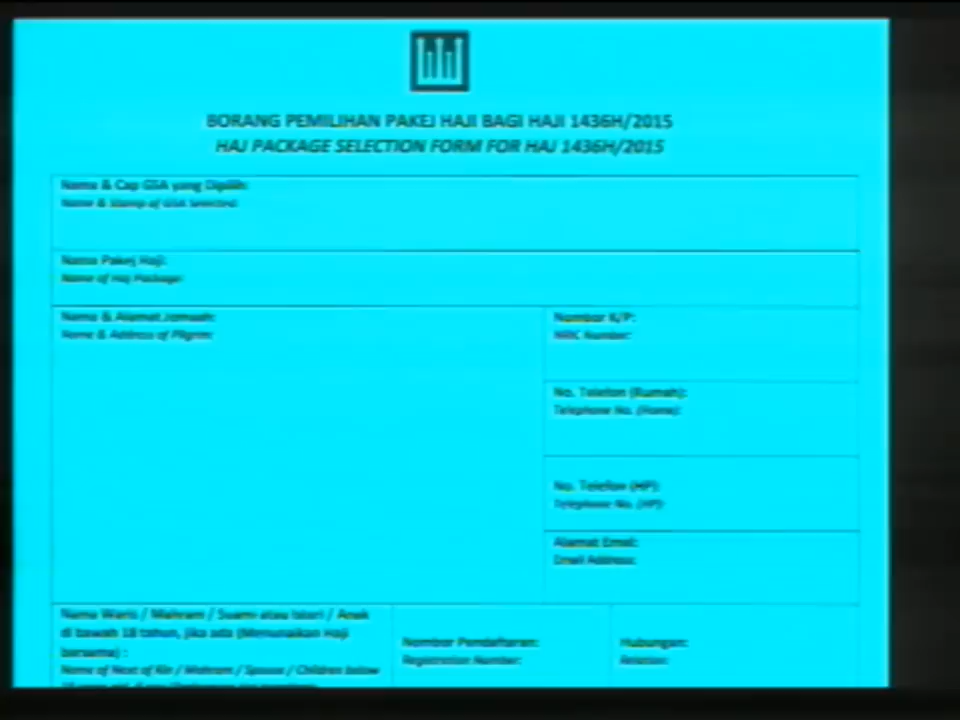 BORANG PEMILIHAN PAKEJ HAJI BAGI HAJI 1436H/2015
HAJ PACKAGE SELECTION FORM FOR HAJ 1436H/2015
Nama & Cap GSA yang Dipilih:
Name & Stamp of GSA Selected:
Nama Pakej Haji:
Name of Haj Package:
Nama & Alamat Jemaah:
Name & Address of Pilgrim:
Nombor K/P:
NRIC Number:
No. Telefon (Rumah):
Telephone No. (Home):
No. Telefon (HP):
Telephone No. (HP):
Alamat Emel:
Email Address:
Nama Waris / Mahram / Suami atau Isteri / Anak
di bawah 18 tahun, jika ada (Menunaikan Haji
bersama) :
Name of Next of Kin / Mahram / Spouse / Children below
Nombor Pendaftaran:
Registration Number:
Hubungan:
Relation: